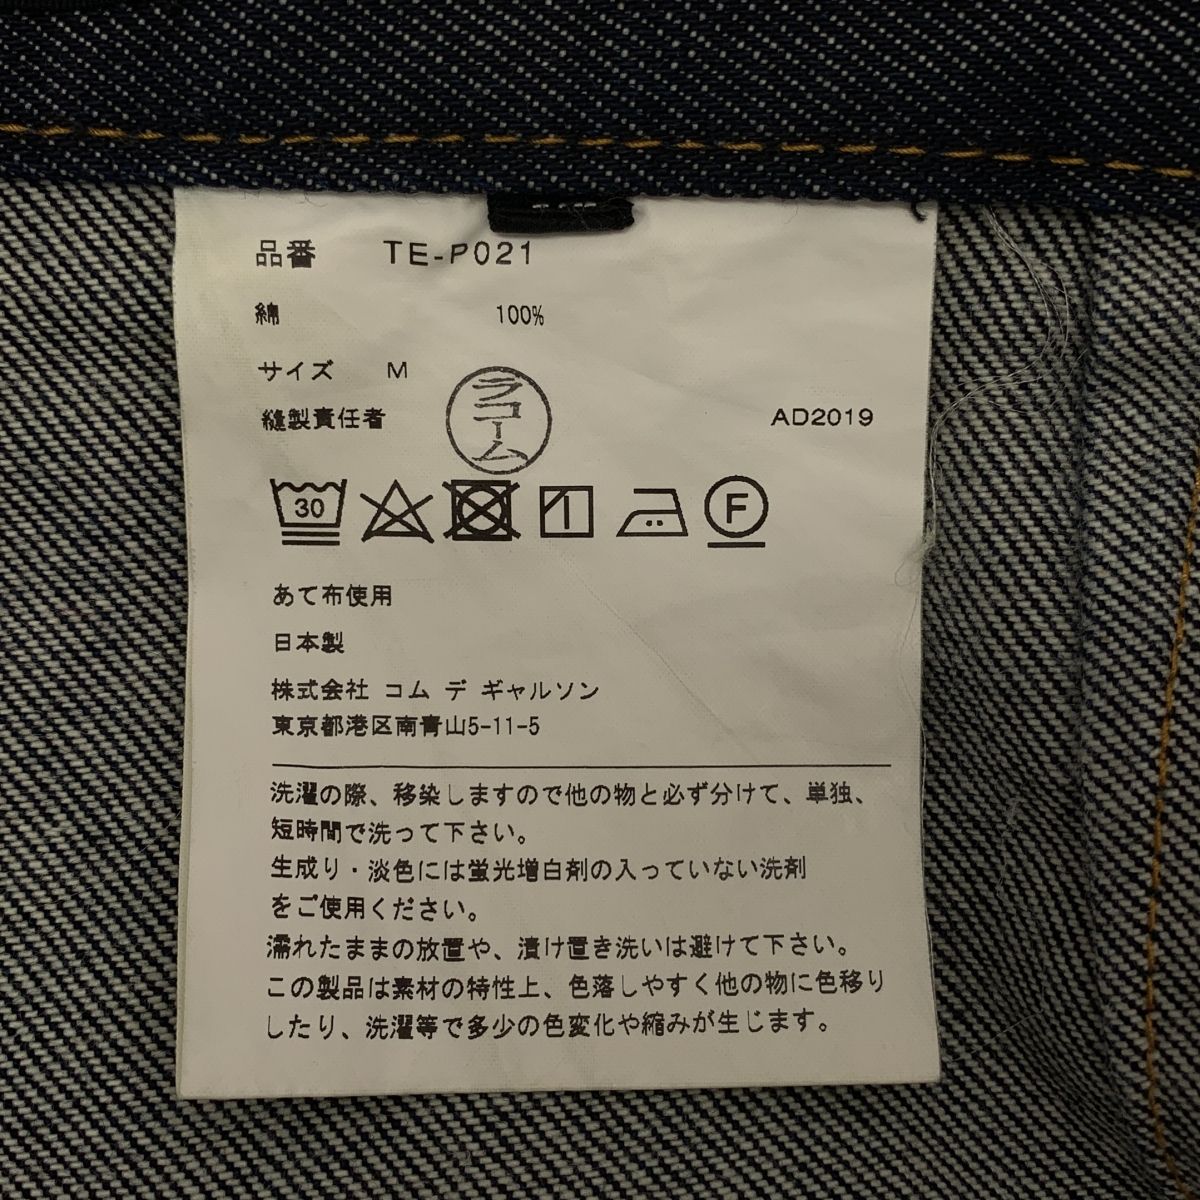 品番 TE-P021
綿 100%
サイズ M
縫製責任者 ラコーム AD2019
30 F
あて布使用
日本製
株式会社 コム デ ギャルソン
東京都港区南青山5-11-5
洗濯の際、移染しますので他の物と必ず分けて、単独、
短時間で洗って下さい。
生成り・淡色には蛍光増白剤の入っていない洗剤
をご使用ください。
濡れたままの放置や、漬け置き洗いは避けて下さい。
この製品は素材の特性上、色落しやすく他の物に色移り
したり、洗濯等で多少の色変化や縮みが生じます。